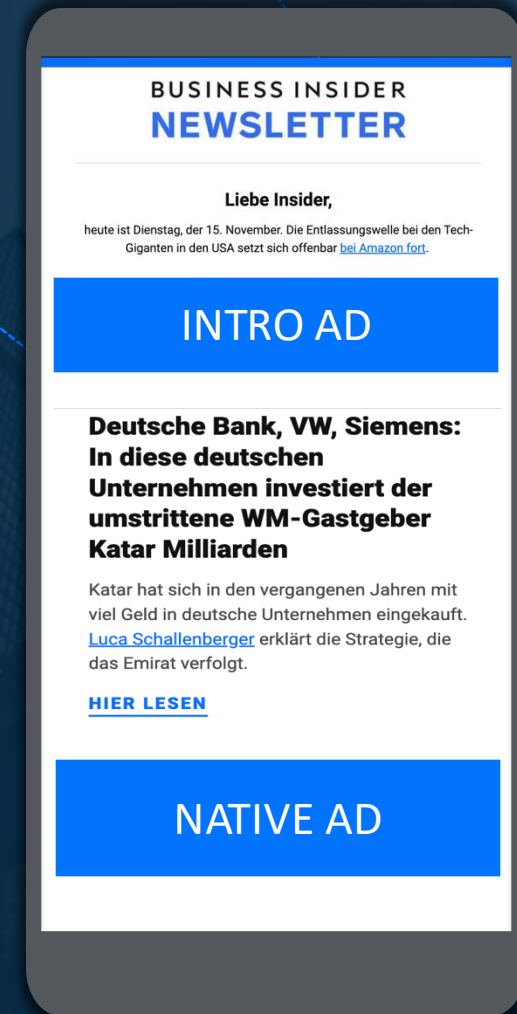 BUSINESS INSIDER
NEWSLETTER
Liebe Insider,
heute ist Dienstag, der 15. November. Die Entlassungswelle bei den Tech-
Giganten in den USA setzt sich offenbar bei Amazon fort.
INTRO AD
Deutsche Bank, VW, Siemens:
In diese deutschen
Unternehmen investiert der
umstrittene WM-Gastgeber
Katar Milliarden
Katar hat sich in den vergangenen Jahren mit
viel Geld in deutsche Unternehmen eingekauft.
Luca Schallenberger erklärt die Strategie, die
das Emirat verfolgt.
HIER LESEN
NATIVE AD